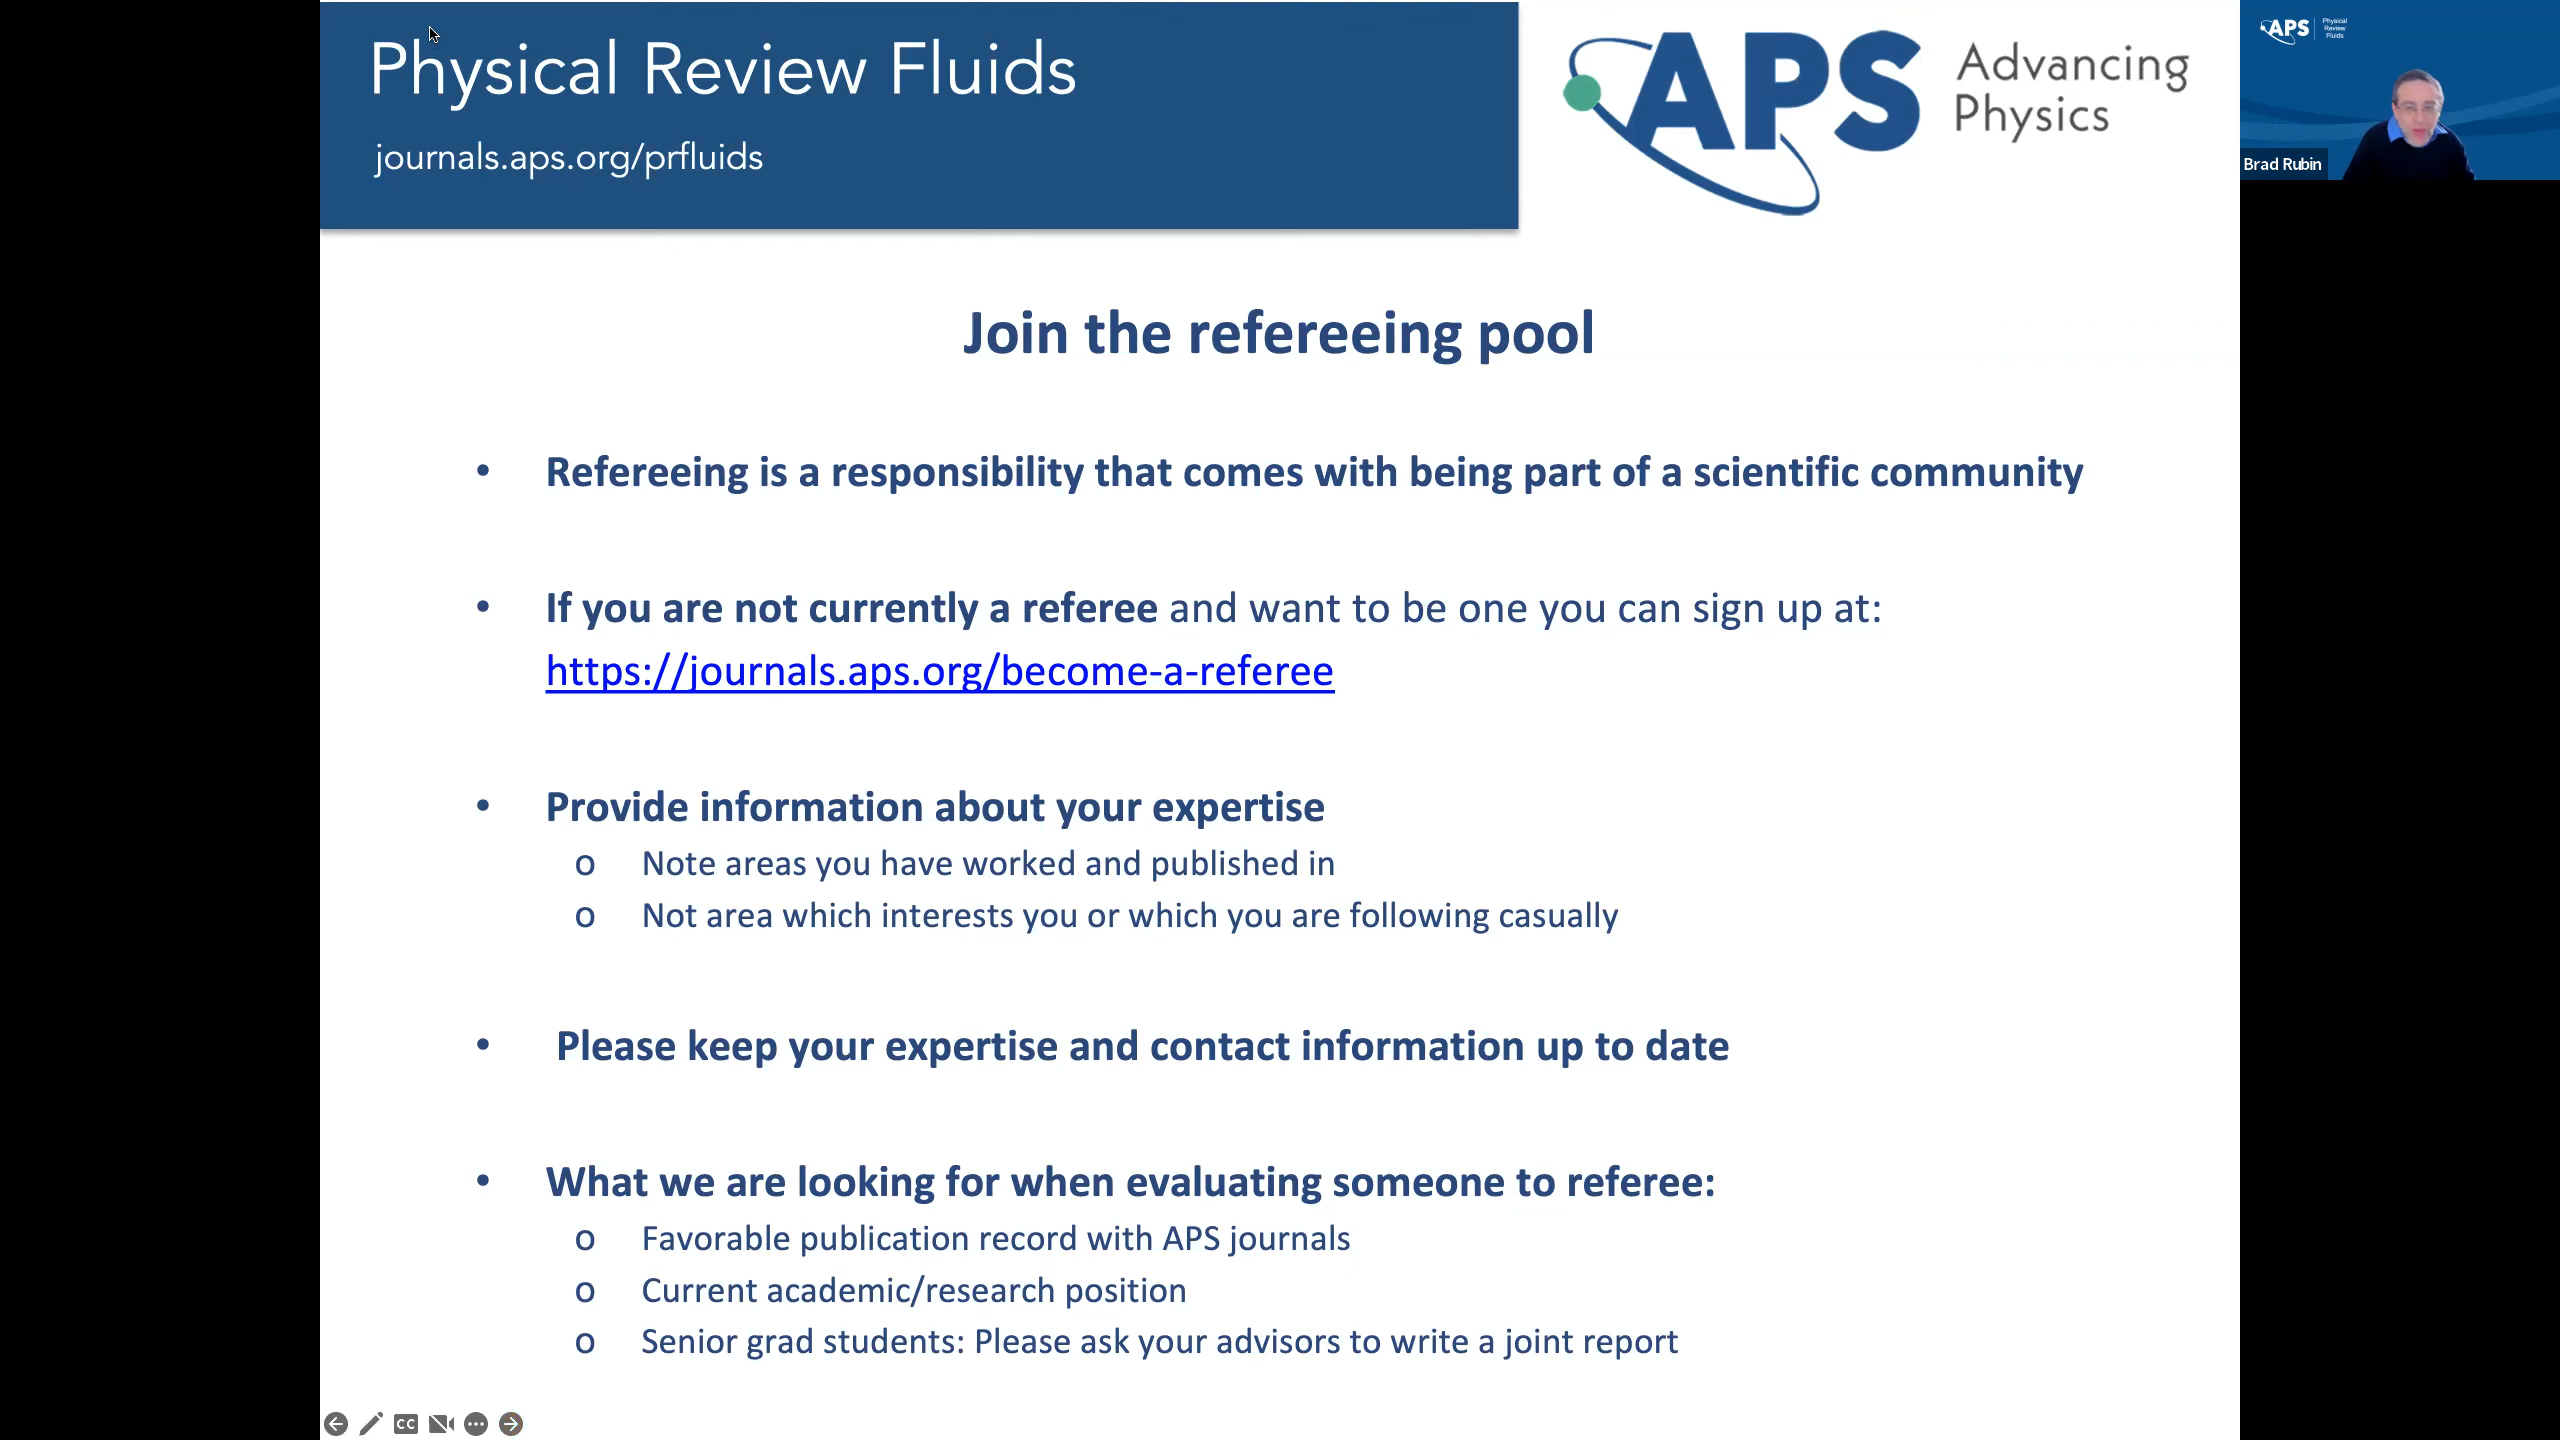 Physical Review Fluids
journals.aps.org/prfluids
APS Advancing
Physics
APS Physical
Review
Fluids
Brad Rubin
Join the refereeing pool
• Refereeing is a responsibility that comes with being part of a scientific community
• If you are not currently a referee and want to be one you can sign up at:
https://journals.aps.org/become-a-referee
• Provide information about your expertise
o Note areas you have worked and published in
o Not area which interests you or which you are following casually
• Please keep your expertise and contact information up to date
• What we are looking for when evaluating someone to referee:
o Favorable publication record with APS journals
o Current academic/research position
o Senior grad students: Please ask your advisors to write a joint report
CC